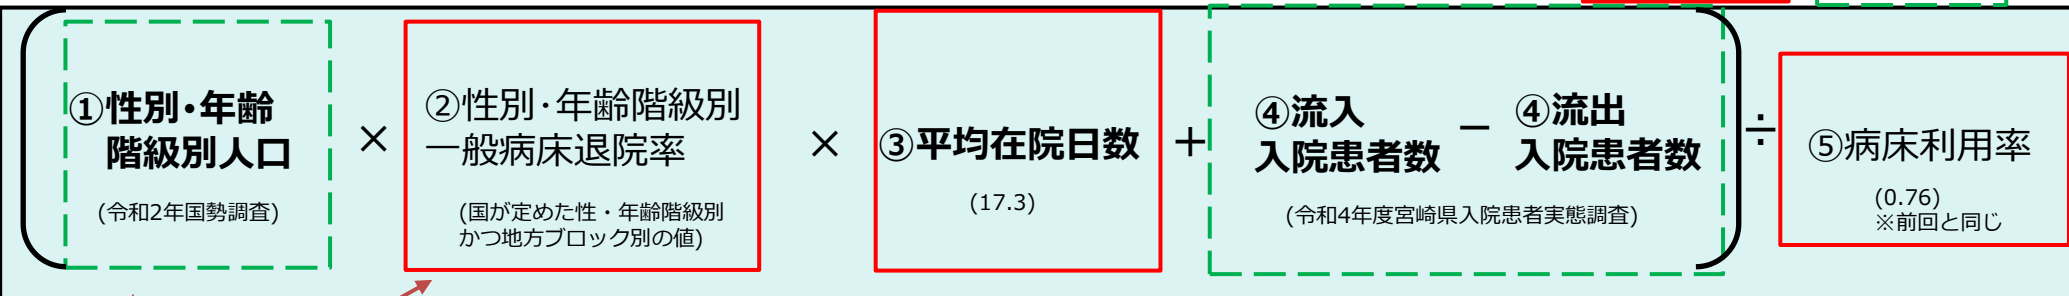 ①性別・年齢
階級別人口
(令和2年国勢調査)
×
②性別・年齢階級別
一般病床退院率
(国が定めた性・年齢階級別
かつ地方ブロック別の値)
×
③平均在院日数
(17.3)
＋
④流入
入院患者数
－
④流出
入院患者数
(令和4年度宮崎県入院患者実態調査)
÷
⑤病床利用率
(0.76)
※前回と同じ